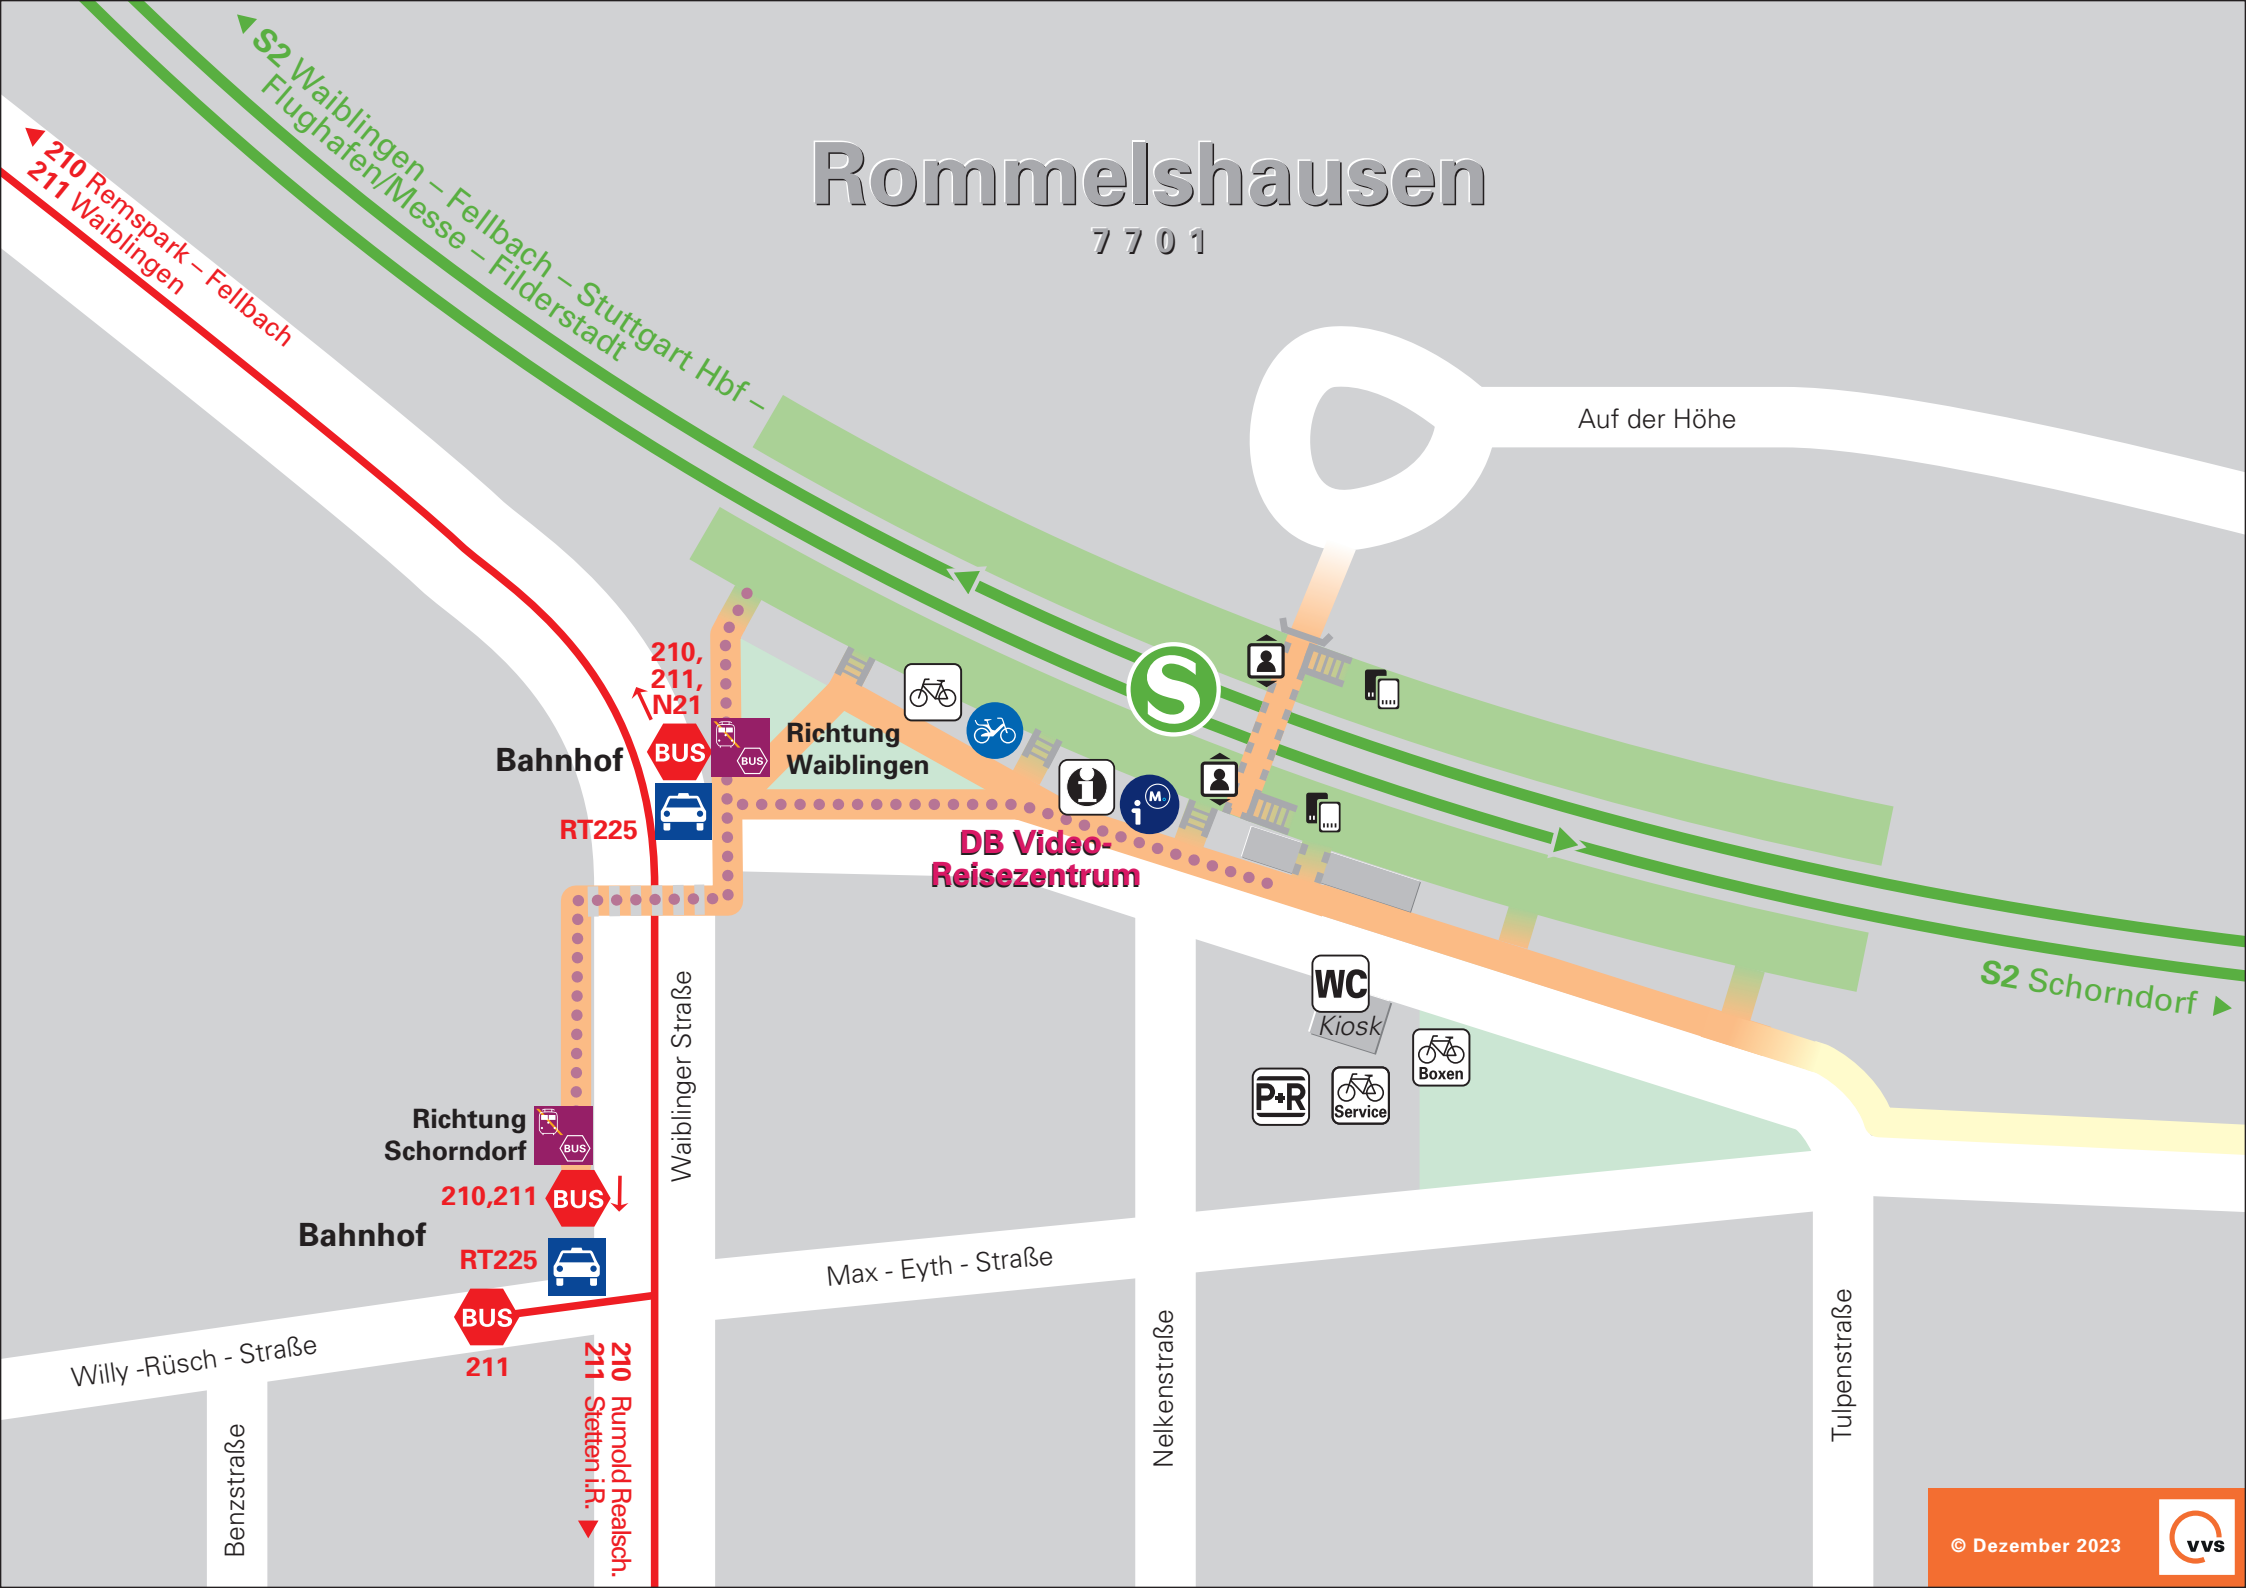 Rommelshausen
7701
S2 Waiblingen – Fellbach – Stuttgart Hbf –
Flughafen/Messe – Filderstadt
210 Remspark – Fellbach
211 Waiblingen
Auf der Höhe
210,
211,
N21
BUS
BUS
Bahnhof
Richtung
Waiblingen
RT225
S
i
i M
DB Video-
Reisezentrum
S2 Schorndorf
WC
Kiosk
Boxen
P+R
Service
Waiblinger Straße
Richtung
Schorndorf
BUS
210,211
BUS
Bahnhof
RT225
BUS
211
Max - Eyth - Straße
Willy -Rüsch - Straße
Benzstraße
210 Rumold Realsch.
211 Stetten i.R.
Nelkenstraße
Tulpenstraße
© Dezember 2023
vvs